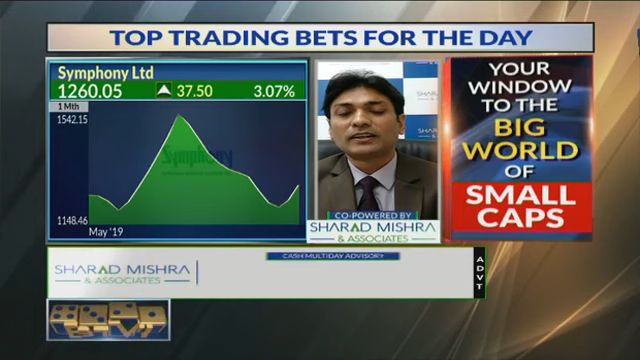 TOP TRADING BETS FOR THE DAY
Symphony Ltd
1260.05 37.50 3.07%
1 Mth
1542.15
Symphony
1148.46
May '19
SHARAD
CO-POWERED BY
SHARAD MISHRA
& ASSOCIATES
YOUR
WINDOW
TO THE
BIG
WORLD
OF
SMALL
CAPS
CASH MULTIDAY ADVISORY
SHARAD MISHRA
& ASSOCIATES
ADVT